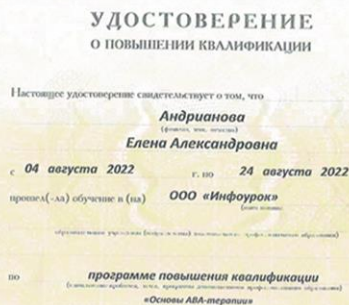 УДОСТОВЕРЕНИЕ
О ПОВЫШЕНИИ КВАЛИФИКАЦИИ
Настоящее удостоверение свидетельствует о том, что
Андрианова
(фамилия, имя, отчество)
Елена Александровна
с 04 августа 2022 г. по 24 августа 2022
прошел(-ла) обучение в (на) ООО «Инфоурок»
по программе повышения квалификации
«Основы АВА-терапии»